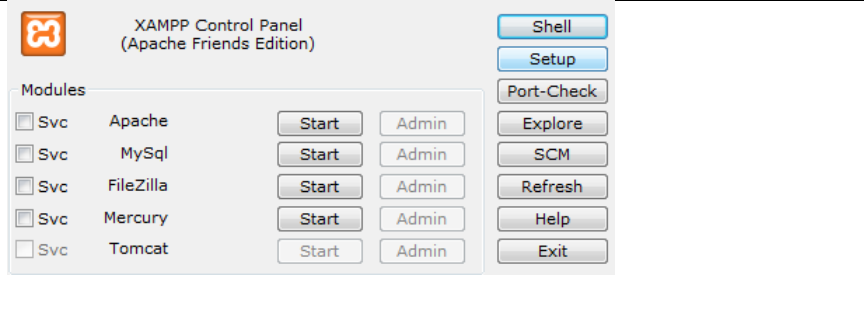 XAMPP Control Panel
(Apache Friends Edition)
Shell
Setup
Modules
Port-Check
Svc Apache Start Admin Explore
Svc MySql Start Admin SCM
Svc FileZilla Start Admin Refresh
Svc Mercury Start Admin Help
Svc Tomcat Start Admin Exit